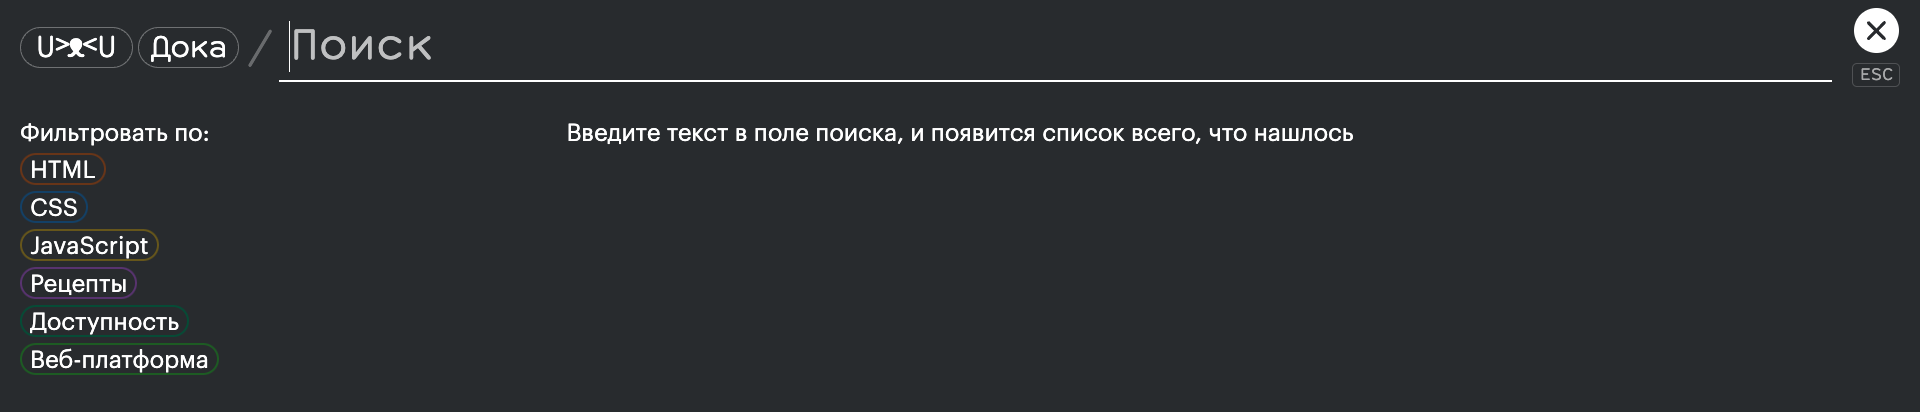 U>ᴥ<U Дока / Поиск
ESC
Фильтровать по:
HTML
CSS
JavaScript
Рецепты
Доступность
Веб-платформа
Введите текст в поле поиска, и появится список всего, что нашлось